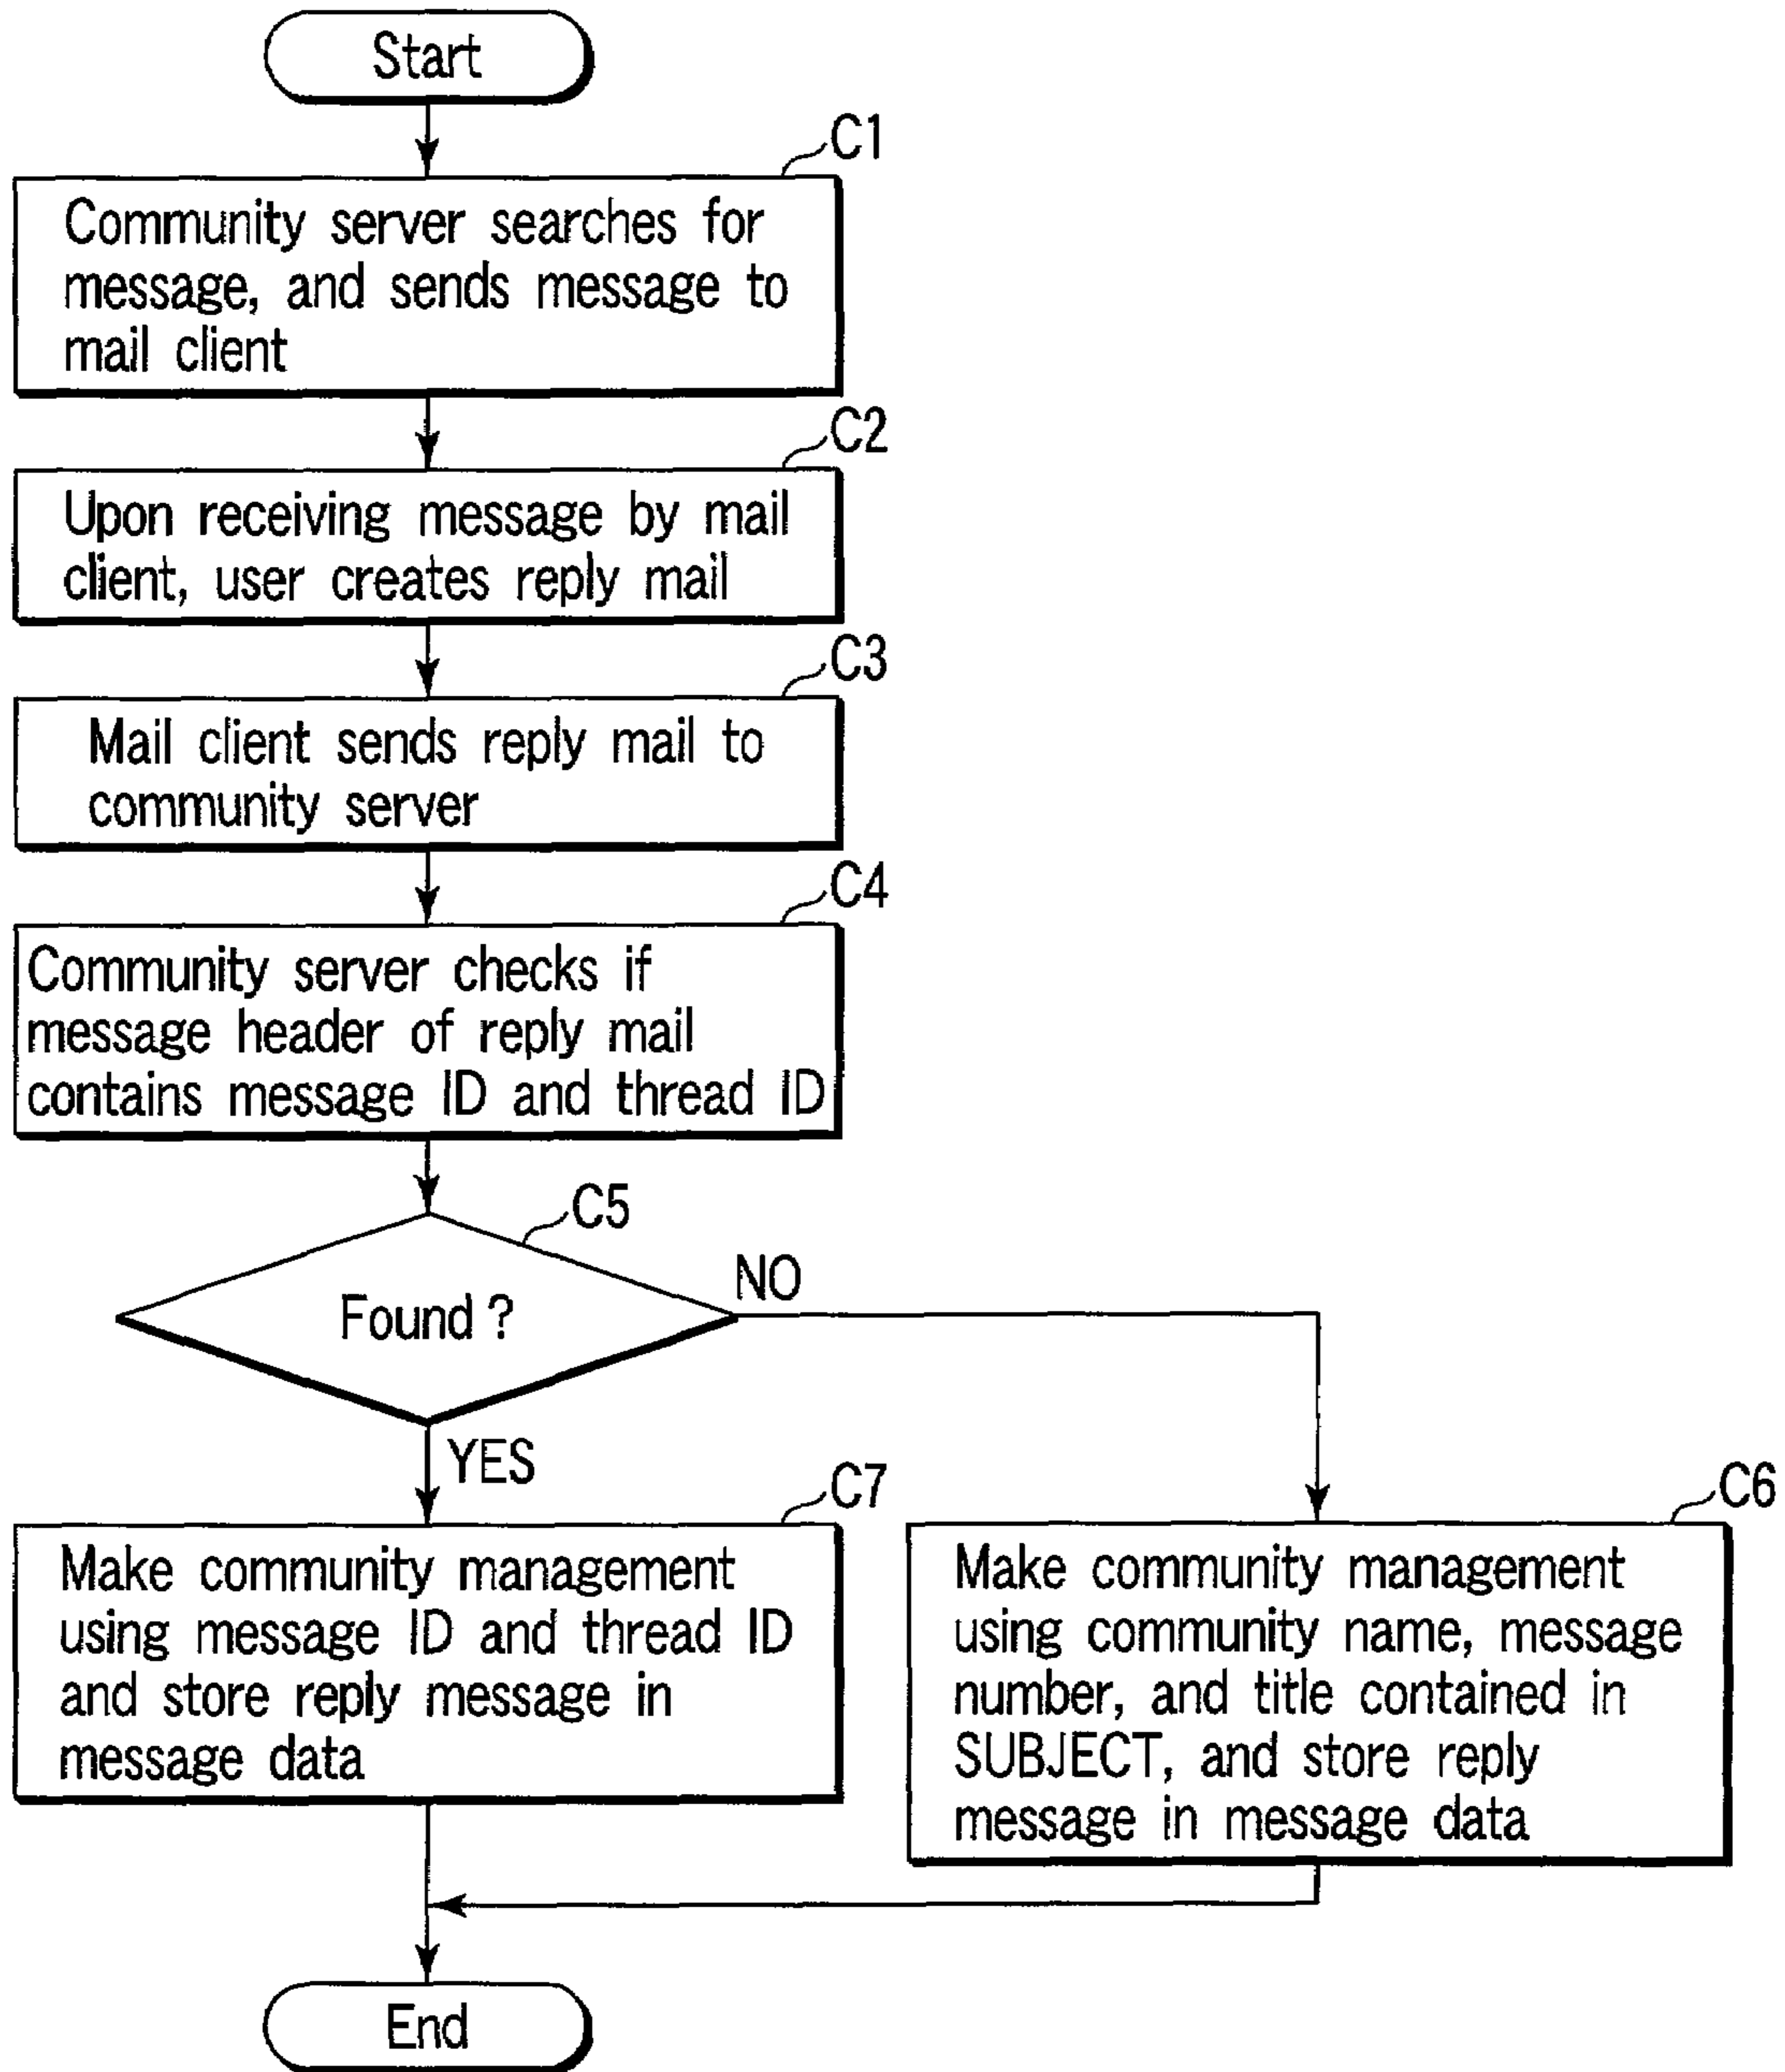 Start
C1
Community server searches for
message, and sends message to
mail client
C2
Upon receiving message by mail
client, user creates reply mail
C3
Mail client sends reply mail to
community server
C4
Community server checks if
message header of reply mail
contains message ID and thread ID
C5
Found ?
NO
YES
C7
Make community management
using message ID and thread ID
and store reply message in
message data
C6
Make community management
using community name, message
number, and title contained in
SUBJECT, and store reply
message in message data
End